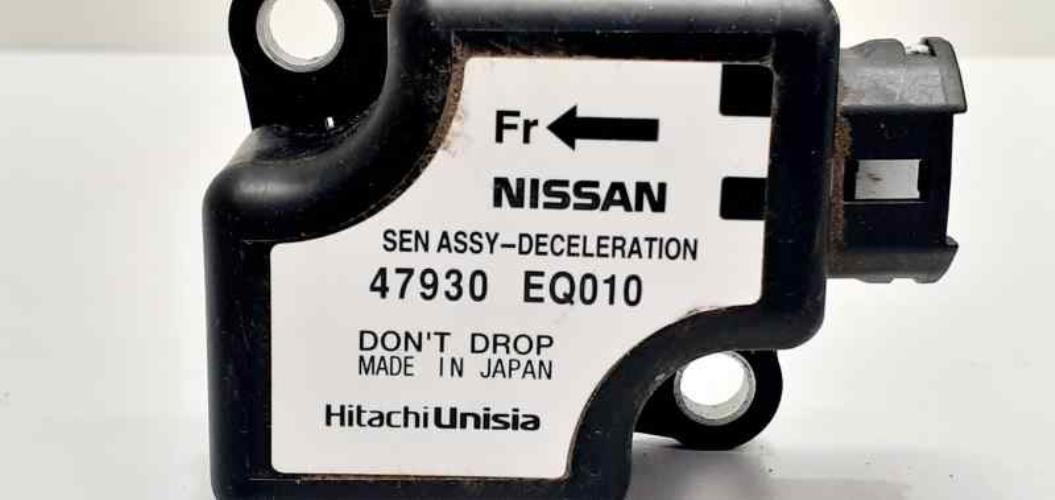 Fr
NISSAN
SEN ASSY-DECELERATION
47930 EQ010
DON'T DROP
MADE IN JAPAN
HitachiUnisia